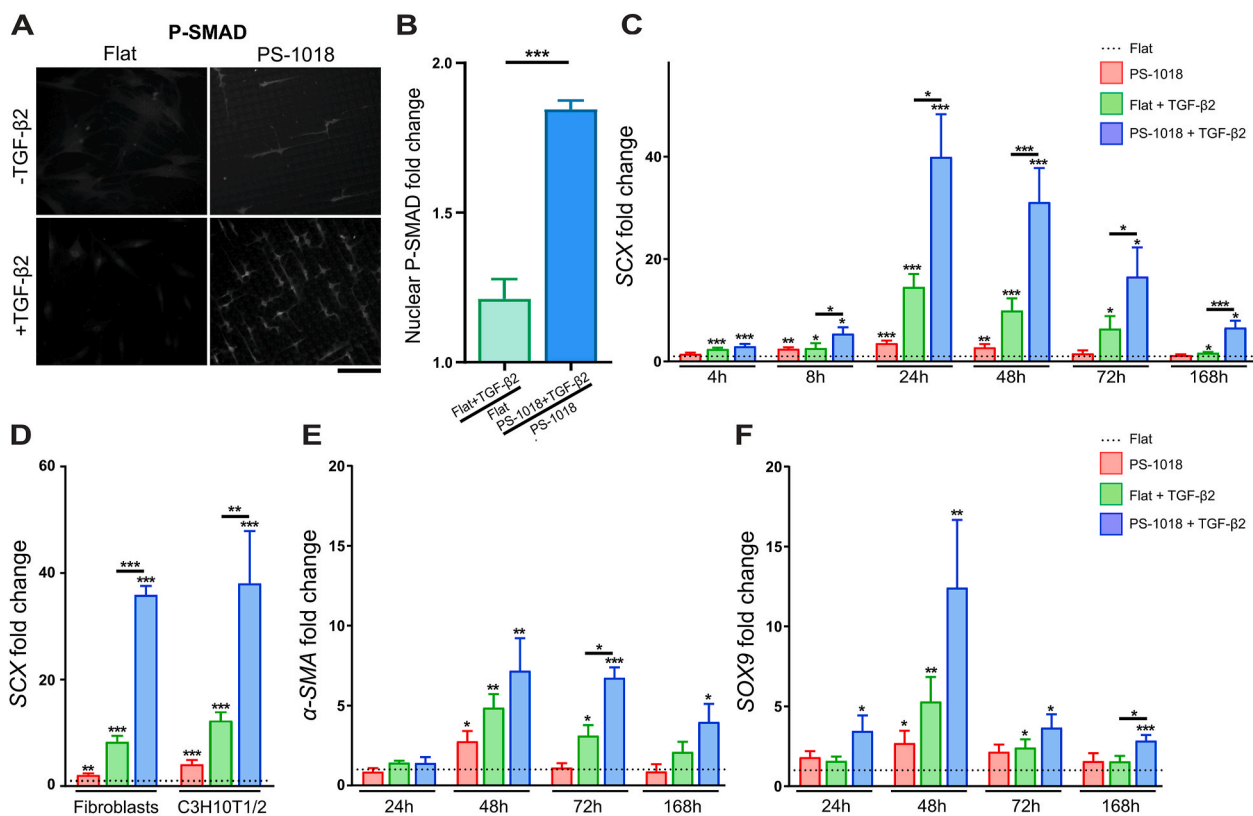 A
P-SMAD
Flat PS-1018
-TGF-β2
+TGF-β2
B
Nuclear P-SMAD fold change
2.0
1.5
1.0
***
Flat+TGF-β2
Flat
PS-1018+TGF-β2
PS-1018
C
SCX fold change
40
20
0
Flat
PS-1018
Flat + TGF-β2
PS-1018 + TGF-β2
*** ***
** * * *
*** *** *** *
** *** *** ***
* * *
* * ***
4h 8h 24h 48h 72h 168h
D
SCX fold change
60
40
20
0
** *** *** ***
*** *** *** **
Fibroblasts C3H10T1/2
E
α-SMA fold change
20
15
10
5
0
* ** **
* *** *
*
24h 48h 72h 168h
F
SOX9 fold change
20
15
10
5
0
Flat
PS-1018
Flat + TGF-β2
PS-1018 + TGF-β2
*
* ** **
* *
*** *
24h 48h 72h 168h